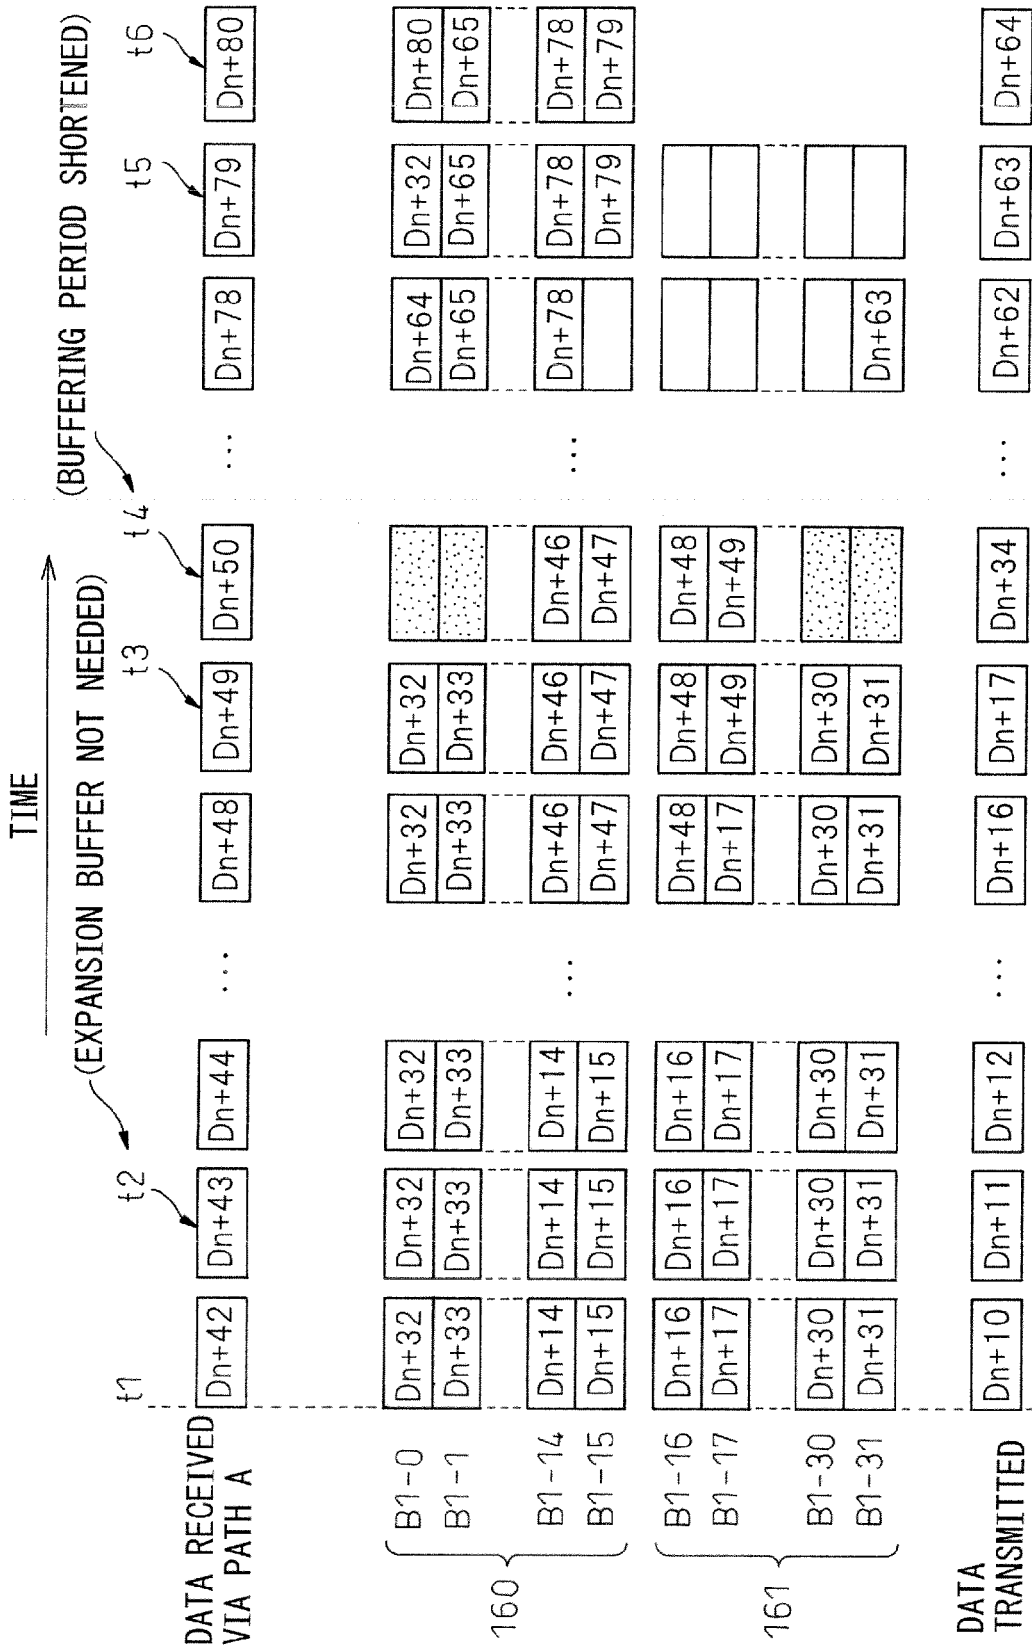 TIME
(EXPANSION BUFFER NOT NEEDED)
(BUFFERING PERIOD SHORTENED)
t1 t2 t3 t4 t5 t6
DATA RECEIVED
VIA PATH A
Dn+42 Dn+43 Dn+44 ... Dn+48 Dn+49 Dn+50 ... Dn+78 Dn+79 Dn+80
160
B1-0 Dn+32 Dn+32 Dn+32 Dn+32 Dn+32 Dn+64 Dn+32 Dn+80
B1-1 Dn+33 Dn+33 Dn+33 Dn+33 Dn+33 Dn+65 Dn+65 Dn+65
B1-14 Dn+14 Dn+14 Dn+14 ... Dn+46 Dn+46 Dn+46 ... Dn+78 Dn+78 Dn+78
B1-15 Dn+15 Dn+15 Dn+15 Dn+47 Dn+47 Dn+47 Dn+79 Dn+79
161
B1-16 Dn+16 Dn+16 Dn+16 Dn+48 Dn+48 Dn+48
B1-17 Dn+17 Dn+17 Dn+17 Dn+17 Dn+49 Dn+49
B1-30 Dn+30 Dn+30 Dn+30 Dn+30 Dn+30
B1-31 Dn+31 Dn+31 Dn+31 Dn+31 Dn+31 Dn+63
DATA
TRANSMITTED
Dn+10 Dn+11 Dn+12 ... Dn+16 Dn+17 Dn+34 ... Dn+62 Dn+63 Dn+64